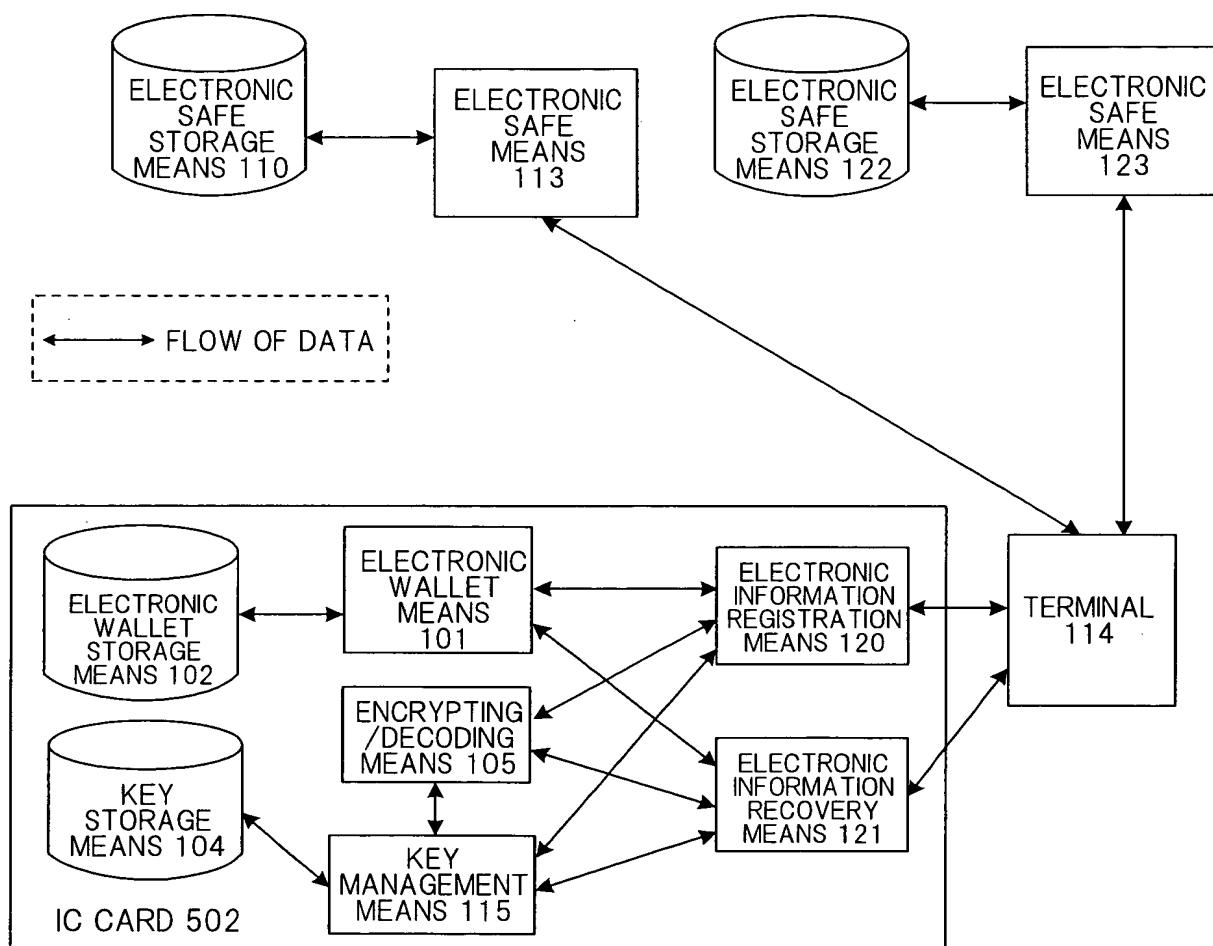 ELECTRONIC
SAFE
STORAGE
MEANS 110
ELECTRONIC
SAFE
MEANS
113
ELECTRONIC
SAFE
STORAGE
MEANS 122
ELECTRONIC
SAFE
MEANS
123
FLOW OF DATA
ELECTRONIC
WALLET
STORAGE
MEANS 102
ELECTRONIC
WALLET
MEANS
101
ELECTRONIC
INFORMATION
REGISTRATION
MEANS 120
TERMINAL
114
ENCRYPTING
/DECODING
MEANS 105
KEY
STORAGE
MEANS 104
ELECTRONIC
INFORMATION
RECOVERY
MEANS 121
KEY
MANAGEMENT
MEANS 115
IC CARD 502